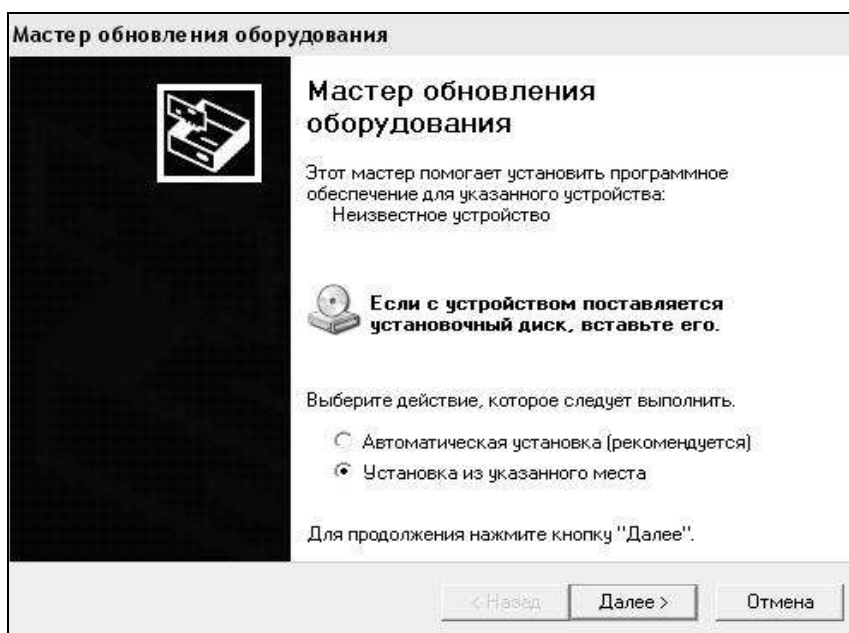 Мастер обновления оборудования
Мастер обновления
оборудования
Этот мастер помогает установить программное
обеспечение для указанного устройства:
Неизвестное устройство
Если с устройством поставляется
установочный диск, вставьте его.
Выберите действие, которое следует выполнить.
Автоматическая установка (рекомендуется)
Установка из указанного места
Для продолжения нажмите кнопку "Далее".
< Назад
Далее >
Отмена